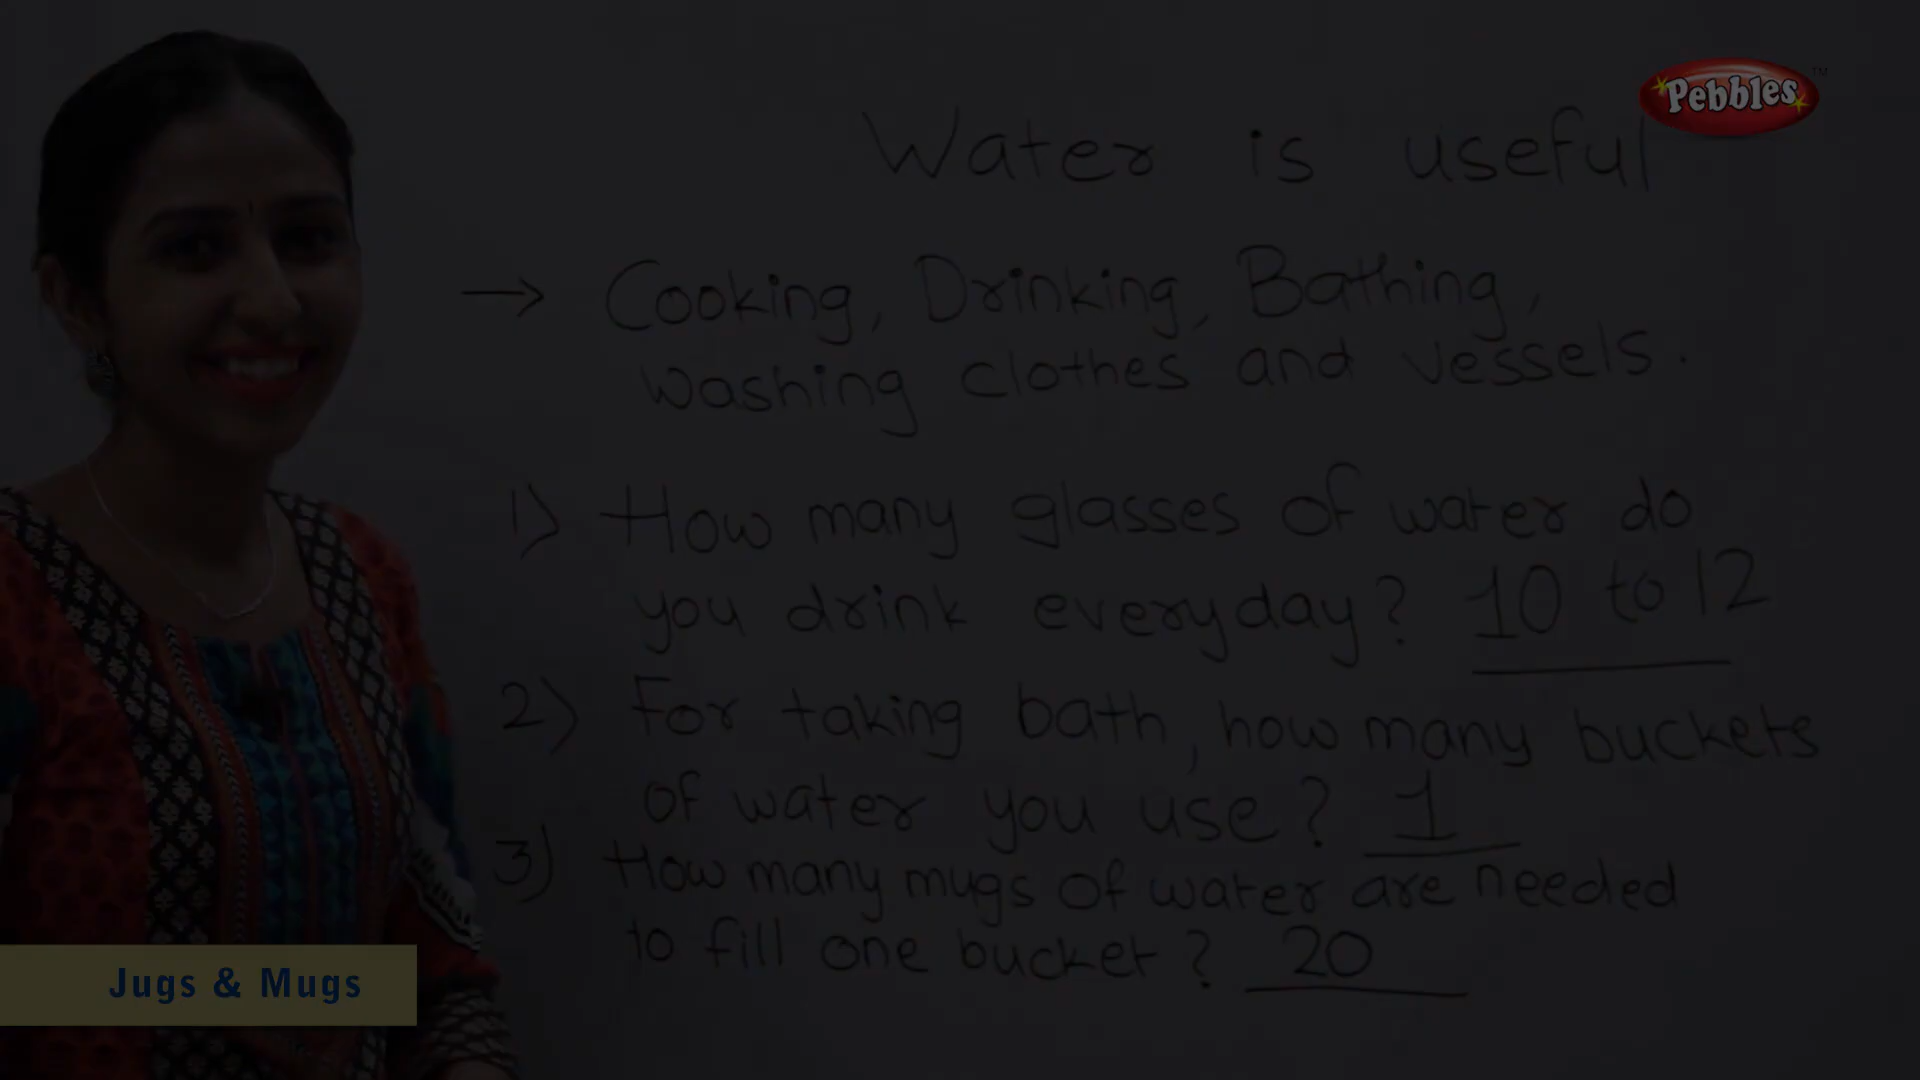 Pebbles TM
Water is useful
→ Cooking, Drinking, Bathing,
washing clothes and vessels.
1) How many glasses of water do
you drink everyday? 10 to 12
2) For taking bath, how many buckets
of water you use? 1
3) How many mugs of water are needed
to fill one bucket? 20
Jugs & Mugs